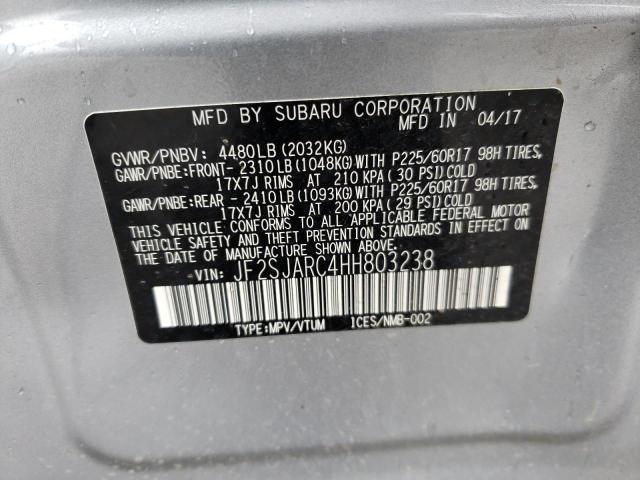 MFD BY SUBARU CORPORATION
MFD IN 04/17
GVWR/PNBV: 4480LB(2032KG)
GAWR/PNBE:FRONT- 2310LB(1048KG)WITH P225/60R17 98H TIRES,
17X7J RIMS AT 210 KPA(30 PSI)COLD
GAWR/PNBE:REAR - 2410LB(1093KG)WITH P225/60R17 98H TIRES,
17X7J RIMS AT 200 KPA(29 PSI)COLD
THIS VEHICLE CONFORMS TO ALL APPLICABLE FEDERAL MOTOR
VEHICLE SAFETY AND THEFT PREVENTION STANDARDS IN EFFECT ON
THE DATE OF MANUFACTURE SHOWN ABOVE.
VIN: JF2SJARC4HH803238
TYPE:MPV/VTUM ICES/NMB-002